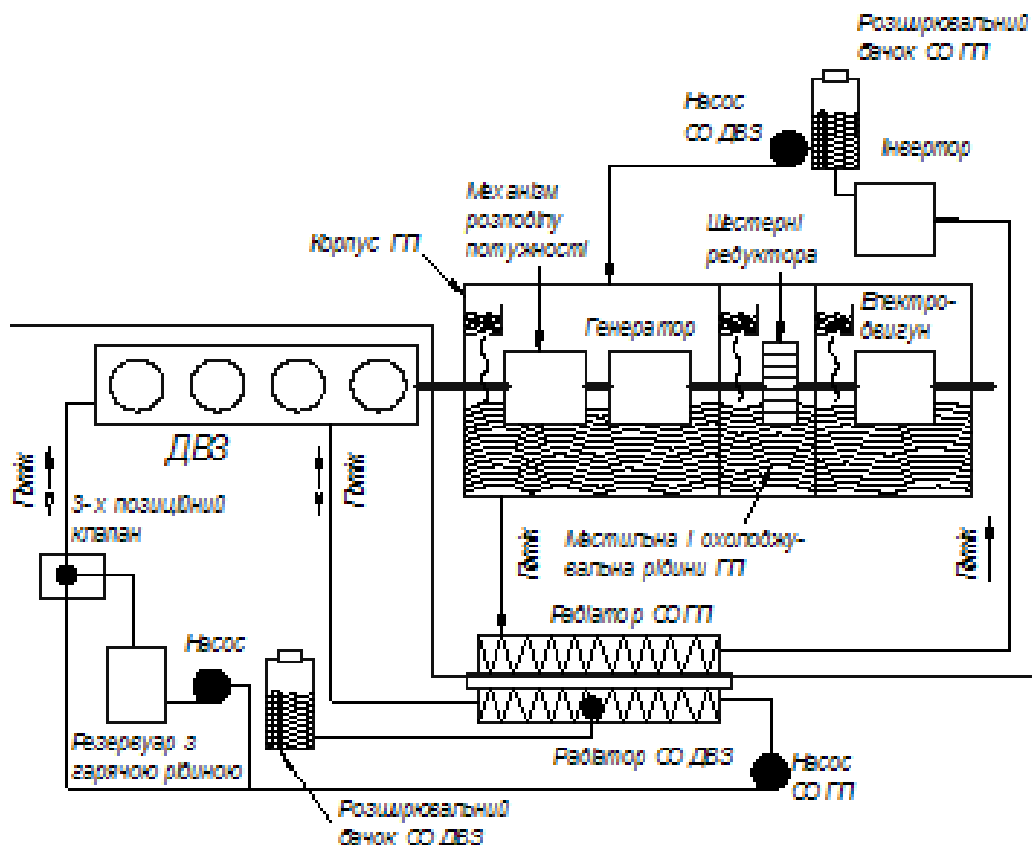 Розширювальний
бачок СО ГП
Насос
СО ДВЗ
Інвертор
Механізм
розподілу
потужності
Шестерні
редуктора
Корпус ГП
Генератор
Електро-
двигун
ДВЗ
Потік
Потік
3-х позиційний
клапан
Потік
Мастильна і охолоджу-
вальна рідини ГП
Потік
Радіатор СО ГП
Насос
Резервуар з
гарячою рідиною
Радіатор СО ДВЗ
Насос
СО ГП
Розширювальний
бачок СО ДВЗ